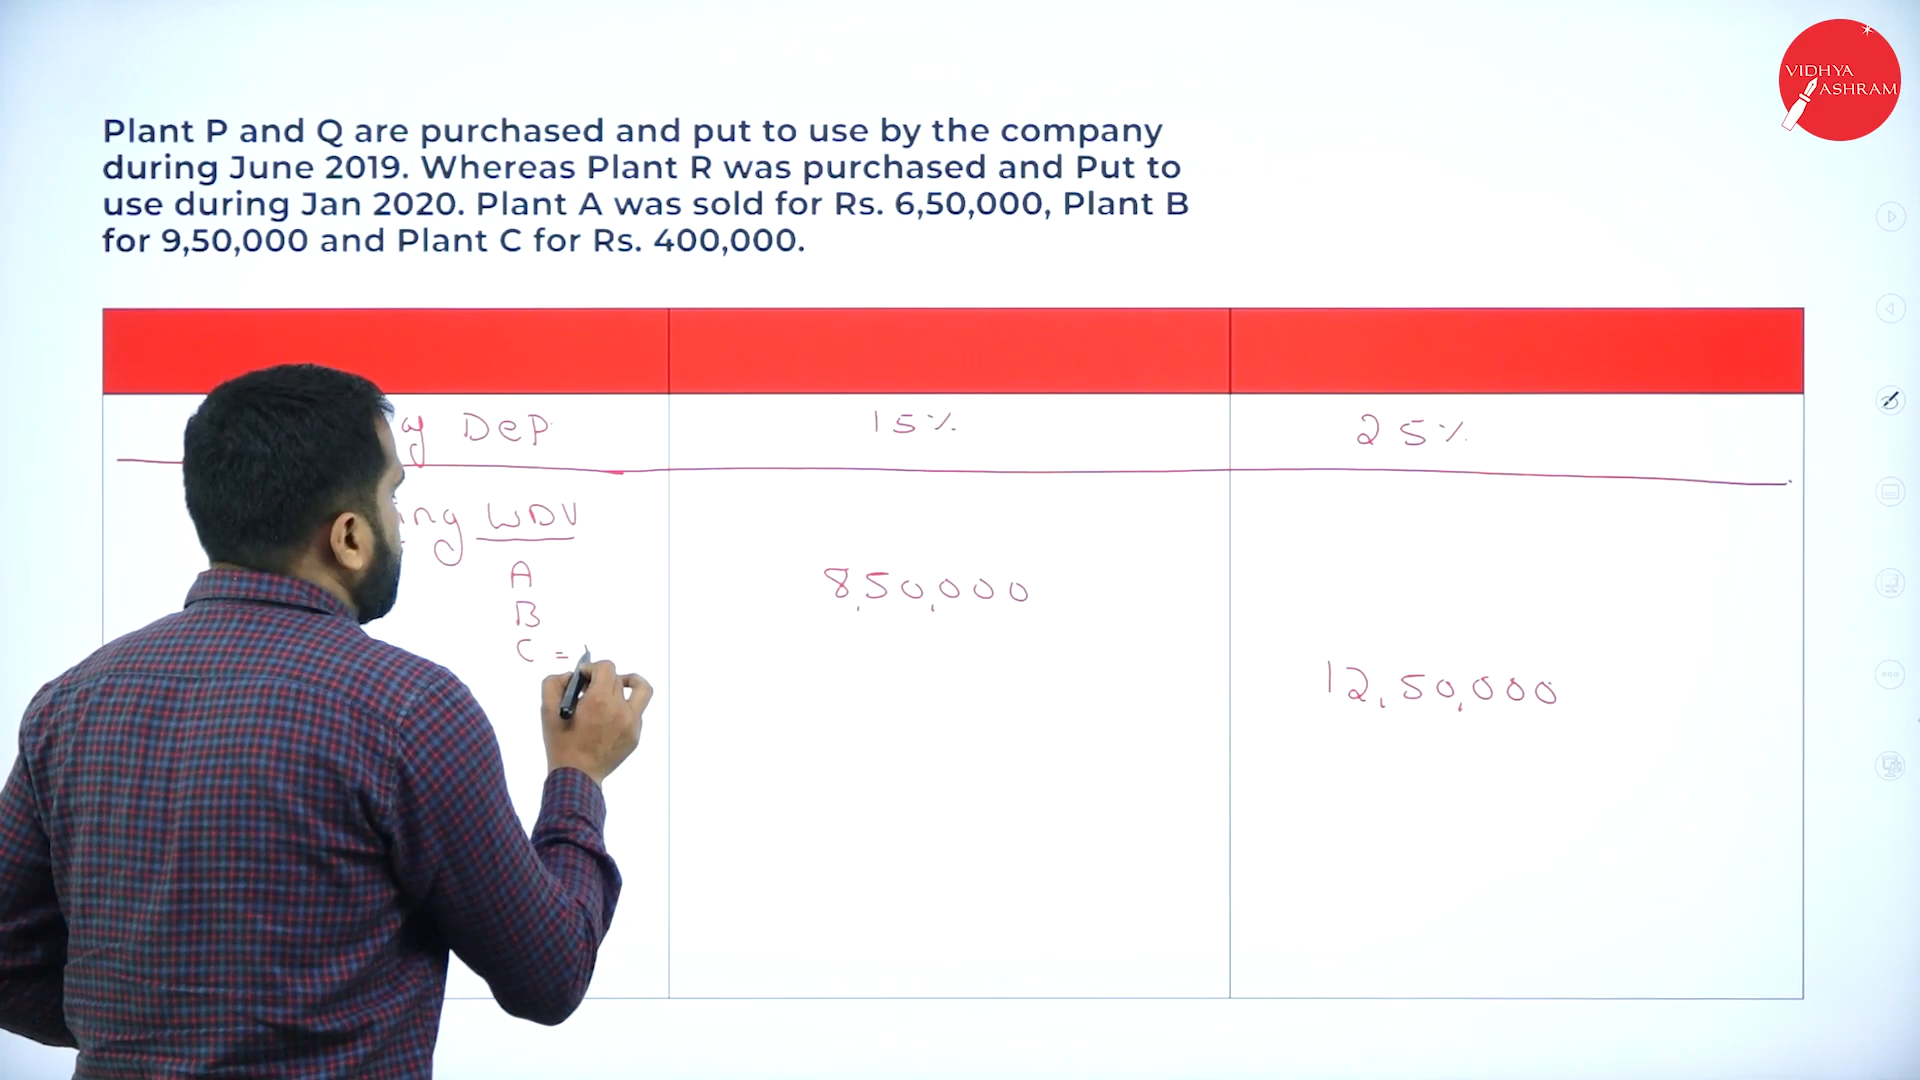 VIDHYA
ASHRAM
Plant P and Q are purchased and put to use by the company
during June 2019. Whereas Plant R was purchased and Put to
use during Jan 2020. Plant A was sold for Rs. 6,50,000, Plant B
for 9,50,000 and Plant C for Rs. 400,000.
Dep 15% 25%
WDV
A 8,50,000
B
C =
12,50,000